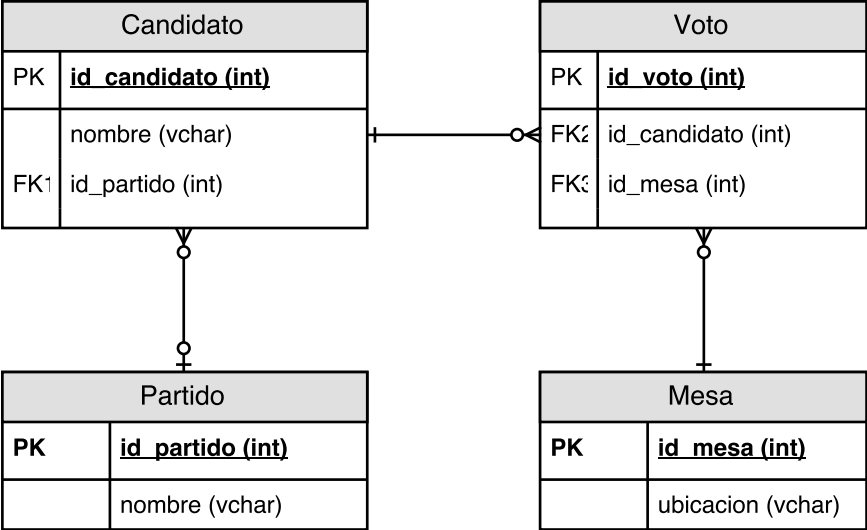 Candidato
PK id_candidato (int)
nombre (vchar)
FK1 id_partido (int)
Voto
PK id_voto (int)
FK2 id_candidato (int)
FK3 id_mesa (int)
Partido
PK id_partido (int)
nombre (vchar)
Mesa
PK id_mesa (int)
ubicacion (vchar)